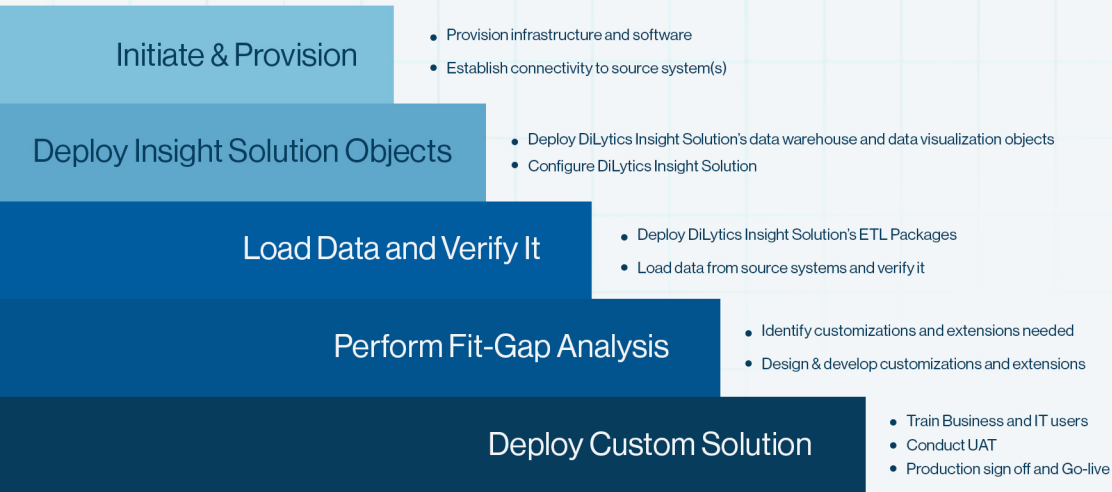 Initiate & Provision
Provision infrastructure and software
Establish connectivity to source system(s)
Deploy Insight Solution Objects
Deploy DiLytics Insight Solution's data warehouse and data visualization objects
Configure DiLytics Insight Solution
Load Data and Verify It
Deploy DiLytics Insight Solution's ETL Packages
Load data from source systems and verify it
Perform Fit-Gap Analysis
Identify customizations and extensions needed
Design & develop customizations and extensions
Deploy Custom Solution
Train Business and IT users
Conduct UAT
Production sign off and Go-live